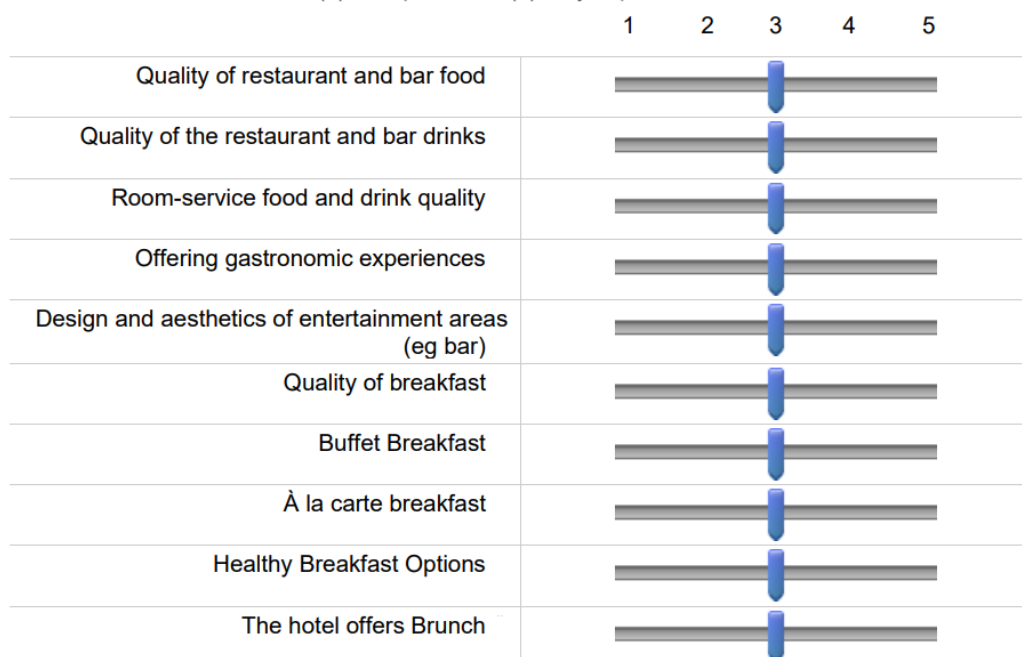 1 2 3 4 5
Quality of restaurant and bar food
Quality of the restaurant and bar drinks
Room-service food and drink quality
Offering gastronomic experiences
Design and aesthetics of entertainment areas
(eg bar)
Quality of breakfast
Buffet Breakfast
À la carte breakfast
Healthy Breakfast Options
The hotel offers Brunch